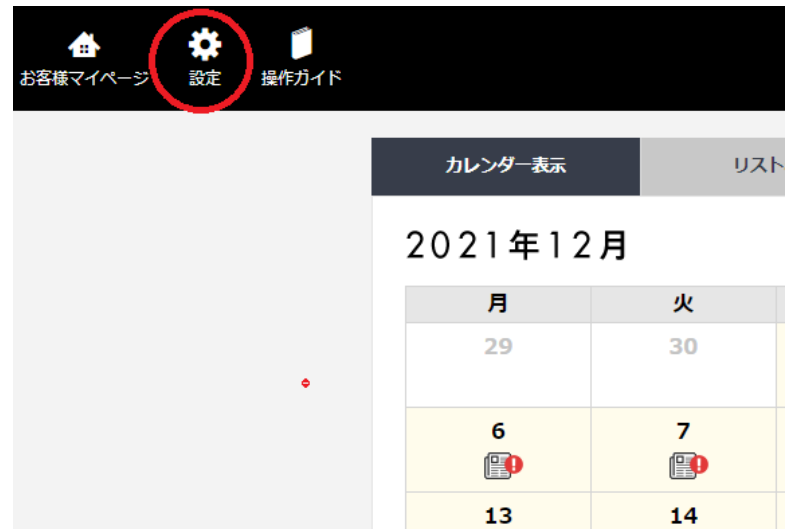 お客様マイページ 設定 操作ガイド
カレンダー表示 リスト
2021年12月
月 火
29 30
6 7
13 14